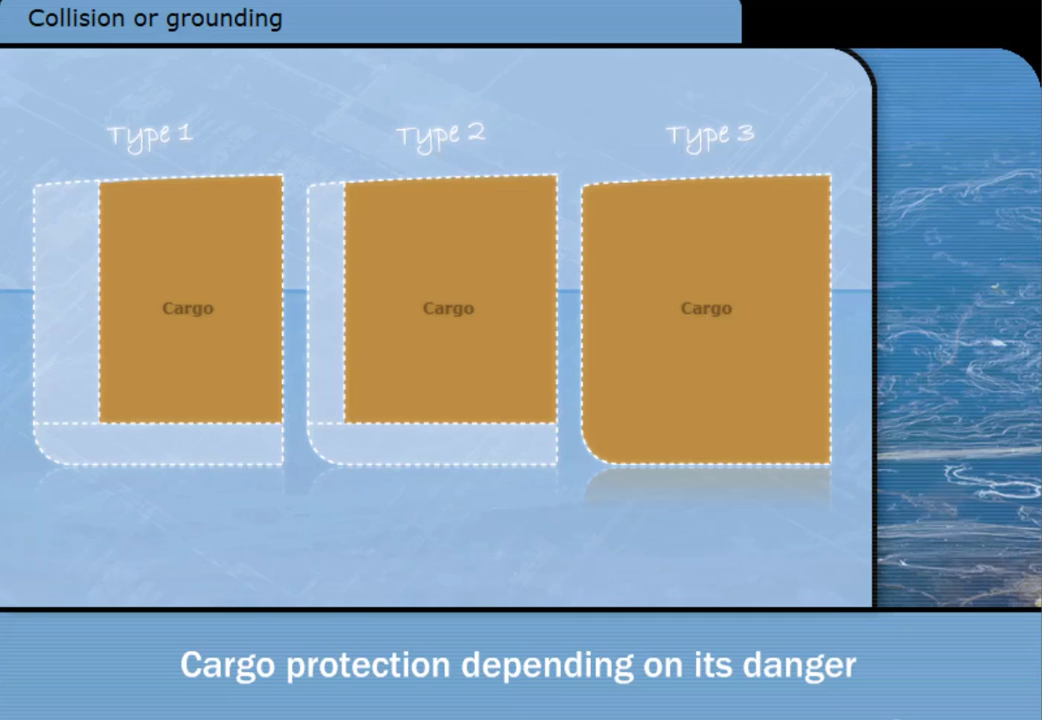 Collision or grounding
Type 1 Type 2 Type 3
Cargo Cargo Cargo
Cargo protection depending on its danger